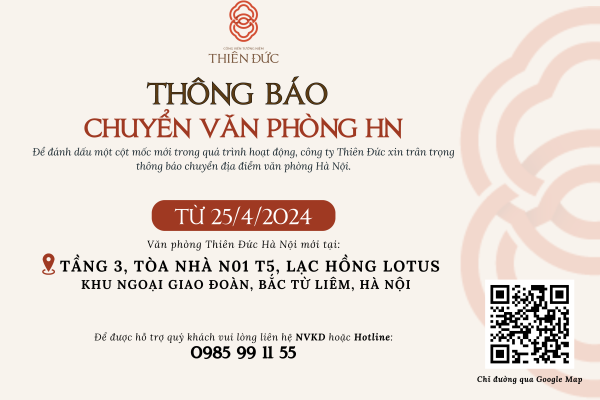 CÔNG VIÊN TƯỞNG NIỆM
THIÊN ĐỨC
THÔNG BÁO
CHUYỂN VĂN PHÒNG HN
Để đánh dấu một cột mốc mới trong quá trình hoạt động, công ty Thiên Đức xin trân trọng
thông báo chuyển địa điểm văn phòng Hà Nội.
TỪ 25/4/2024
Văn phòng Thiên Đức Hà Nội mới tại:
TẦNG 3, TÒA NHÀ N01 T5, LẠC HỒNG LOTUS
KHU NGOẠI GIAO ĐOÀN, BẮC TỪ LIÊM, HÀ NỘI
Để được hỗ trợ quý khách vui lòng liên hệ NVKD hoặc Hotline:
0985 99 11 55
Chỉ đường qua Google Map